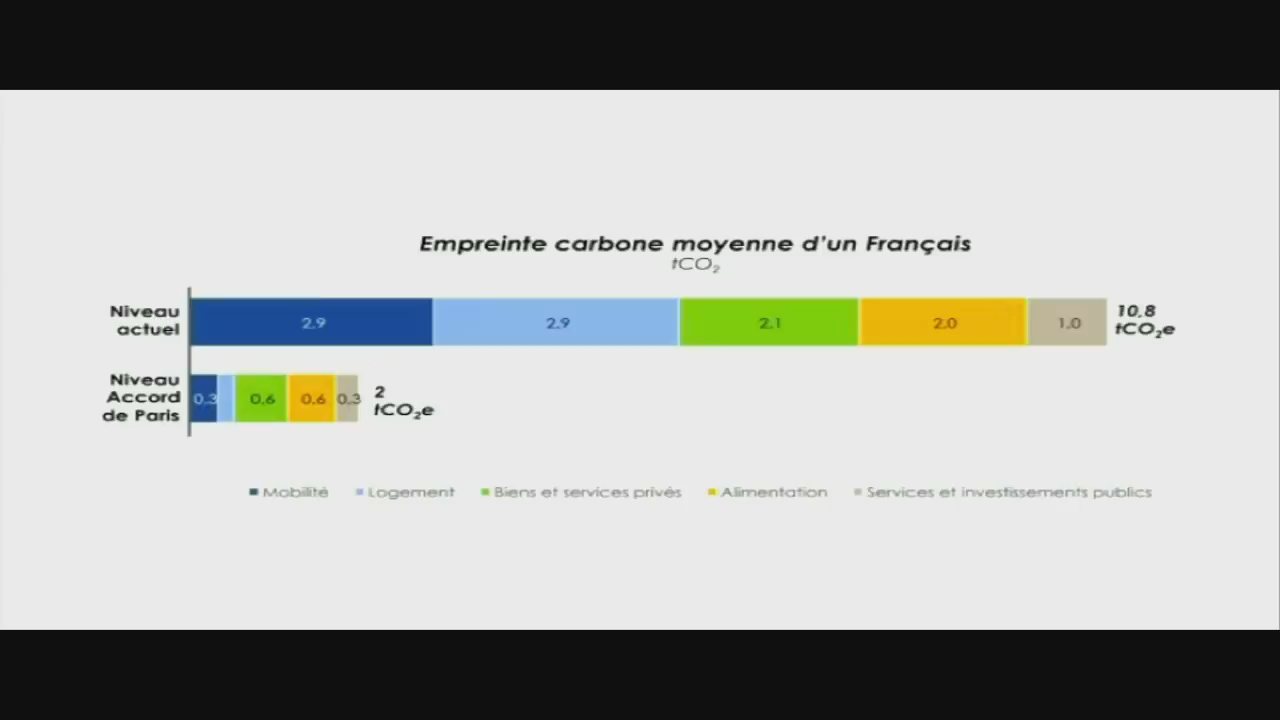 Empreinte carbone moyenne d'un Français
tCO₂
Niveau
actuel
2.9
2.9
2.1
2.0
1.0
10.8
tCO₂e
Niveau
Accord
de Paris
0.3
0.6
0.6
0.3
2
tCO₂e
Mobilité
Logement
Biens et services privés
Alimentation
Services et investissements publics